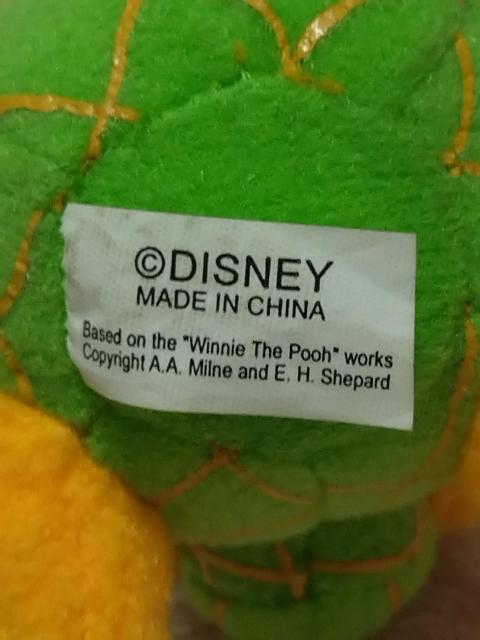 ©DISNEY
MADE IN CHINA
Based on the "Winnie The Pooh" works
Copyright A.A. Milne and E. H. Shepard